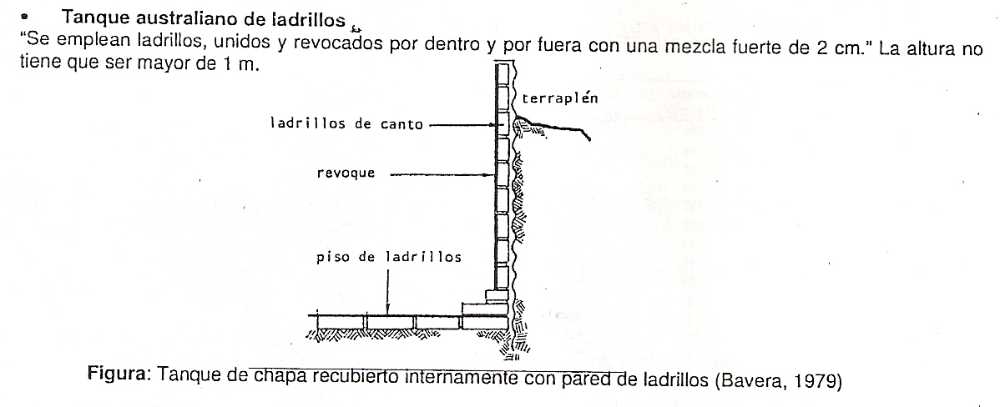 • Tanque australiano de ladrillos
“Se emplean ladrillos, unidos y revocados por dentro y por fuera con una mezcla fuerte de 2 cm.” La altura no
tiene que ser mayor de 1 m.
terraplén
ladrillos de canto
revoque
piso de ladrillos
Figura: Tanque de chapa recubierto internamente con pared de ladrillos (Bavera, 1979)